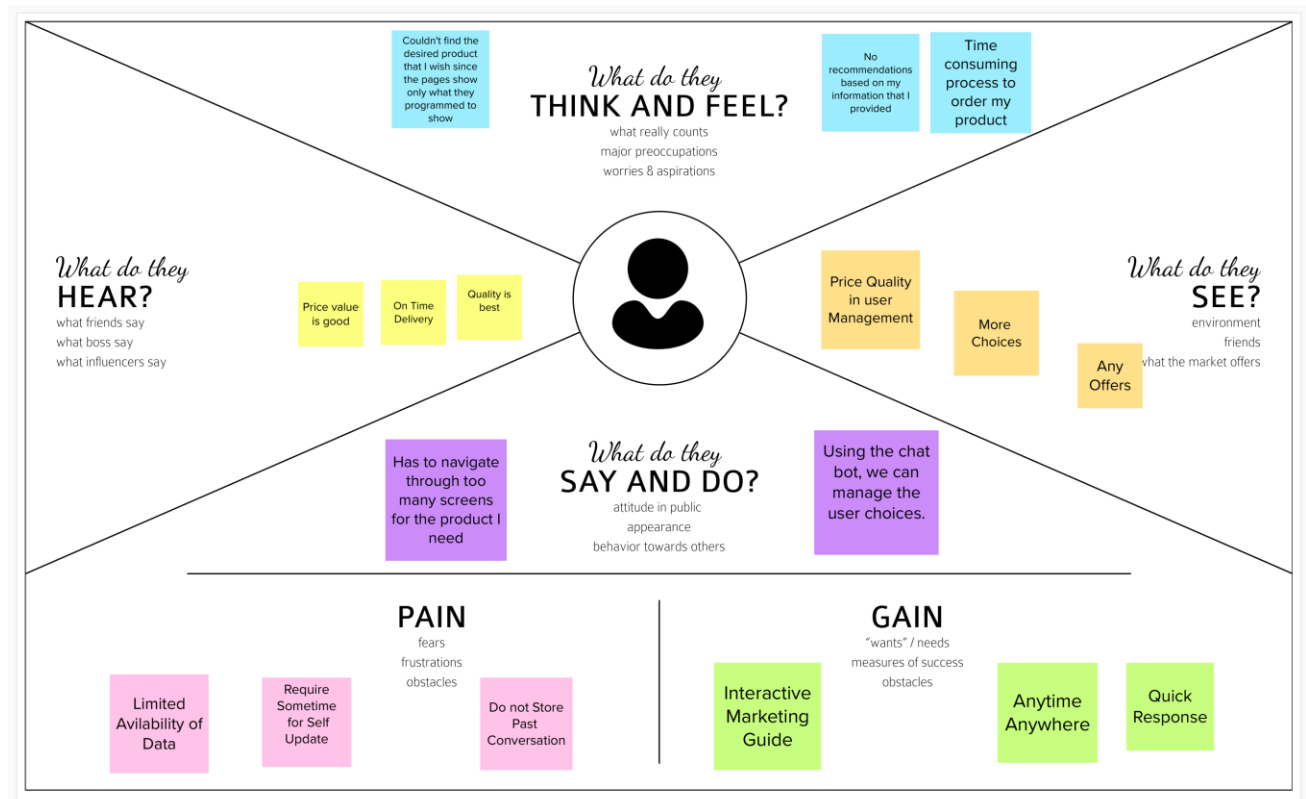 Couldn't find the
desired product
that I wish since
the pages show
only what they
programmed to
show
What do they
THINK AND FEEL?
what really counts
major preoccupations
worries & aspirations
No
recommendations
based on my
information that I
provided
Time
consuming
process to
order my
product
What do they
HEAR?
what friends say
what boss say
what influencers say
Price value
is good
On Time
Delivery
Quality is
best
Price Quality
in user
Management
More
Choices
Any
Offers
What do they
SEE?
environment
friends
what the market offers
Has to navigate
through too
many screens
for the product I
need
What do they
SAY AND DO?
attitude in public
appearance
behavior towards others
Using the chat
bot, we can
manage the
user choices.
PAIN
fears
frustrations
obstacles
Limited
Avilability of
Data
Require
Sometime
for Self
Update
Do not Store
Past
Conversation
GAIN
"wants" / needs
measures of success
obstacles
Interactive
Marketing
Guide
Anytime
Anywhere
Quick
Response